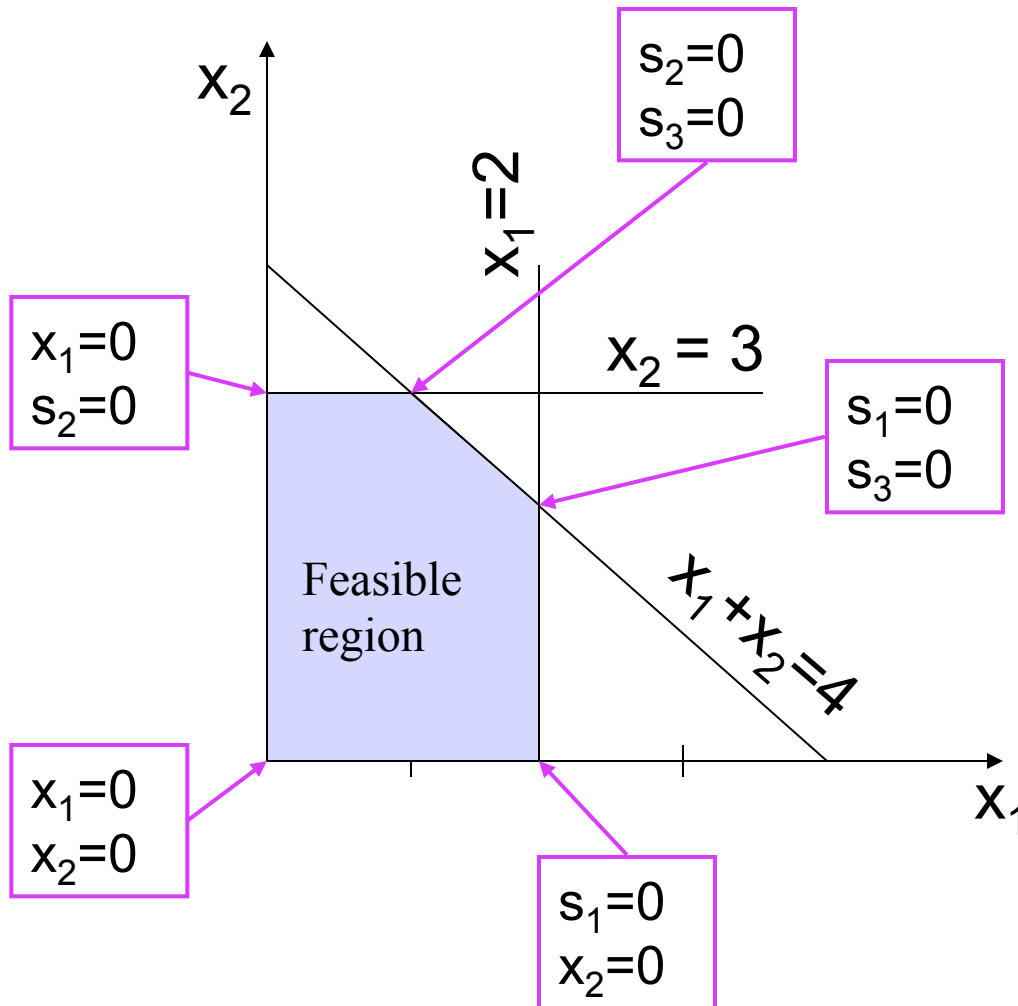 s₂=0
s₃=0
x₂
x₁=2
x₁=0
s₂=0
x₂ = 3
s₁=0
s₃=0
Feasible
region
x₁+x₂=4
x₁=0
x₂=0
x₁
s₁=0
x₂=0